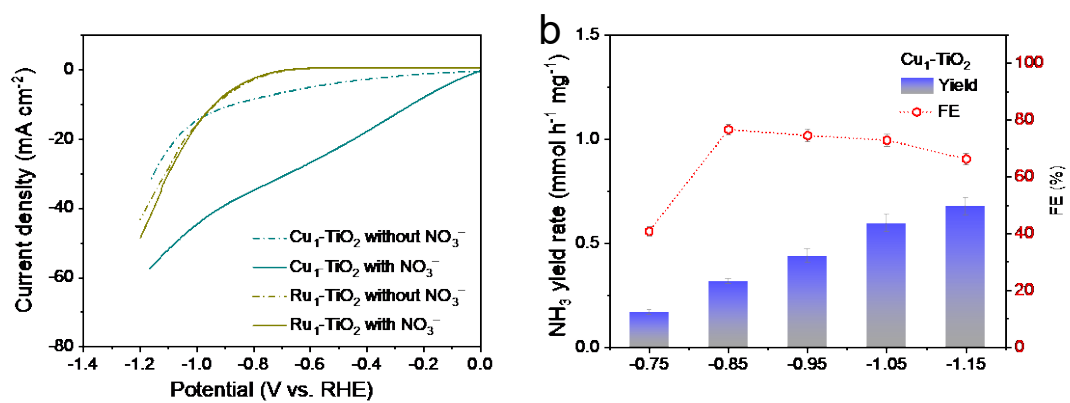 Current density (mA cm⁻²)
0
-20
-40
-60
-80
-1.4 -1.2 -1.0 -0.8 -0.6 -0.4 -0.2 -0.0
Potential (V vs. RHE)
Cu₁-TiO₂ without NO₃⁻
Cu₁-TiO₂ with NO₃⁻
Ru₁-TiO₂ without NO₃⁻
Ru₁-TiO₂ with NO₃⁻
b
NH₃ yield rate (mmol h⁻¹ mg⁻¹)
1.5
1.0
0.5
0.0
Cu₁-TiO₂
Yield
FE
100
80
60
40
20
0
FE (%)
-0.75 -0.85 -0.95 -1.05 -1.15